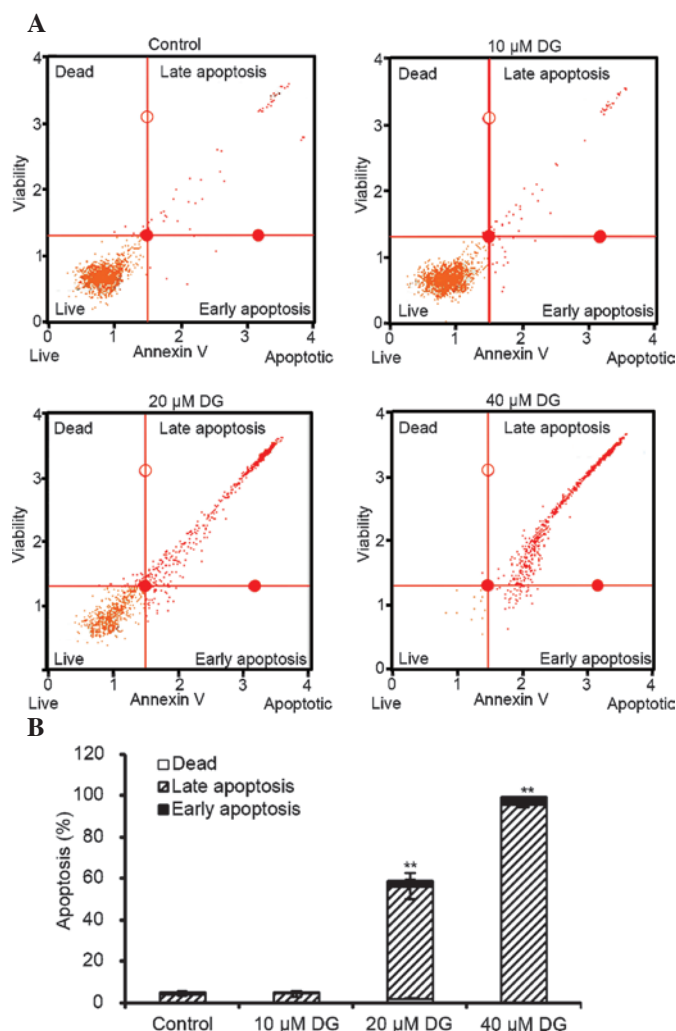 A
Control
4
3
2
1
0
Viability
Dead
Late apoptosis
Live
Early apoptosis
0 1 2 3 4
Live
Annexin V
Apoptotic
10 µM DG
4
3
2
1
0
Viability
Dead
Late apoptosis
Live
Early apoptosis
0 1 2 3 4
Live
Annexin V
Apoptotic
20 µM DG
4
3
2
1
0
Viability
Dead
Late apoptosis
Live
Early apoptosis
0 1 2 3 4
Live
Annexin V
Apoptotic
40 µM DG
4
3
2
1
0
Viability
Dead
Late apoptosis
Live
Early apoptosis
0 1 2 3 4
Live
Annexin V
Apoptotic
B
120
100
80
60
40
20
0
Apoptosis (%)
Dead
Late apoptosis
Early apoptosis
**
**
Control 10 µM DG 20 µM DG 40 µM DG